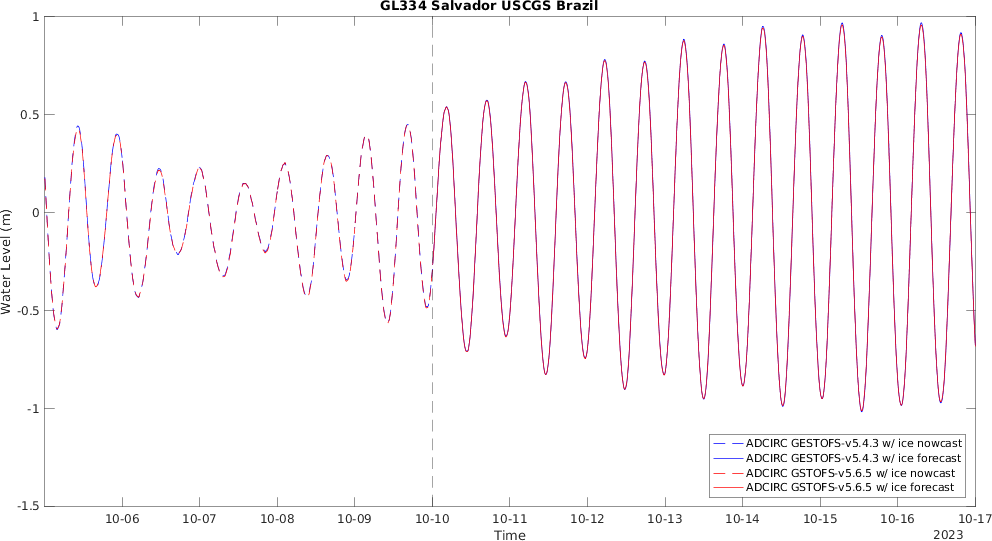 GL334 Salvador USCGS Brazil
1
0.5
0
-0.5
-1
-1.5
Water Level (m)
10-06 10-07 10-08 10-09 10-10 10-11 10-12 10-13 10-14 10-15 10-16 10-17
Time
2023
ADCIRC GESTOFS-v5.4.3 w/ ice nowcast
ADCIRC GESTOFS-v5.4.3 w/ ice forecast
ADCIRC GSTOFS-v5.6.5 w/ ice nowcast
ADCIRC GSTOFS-v5.6.5 w/ ice forecast